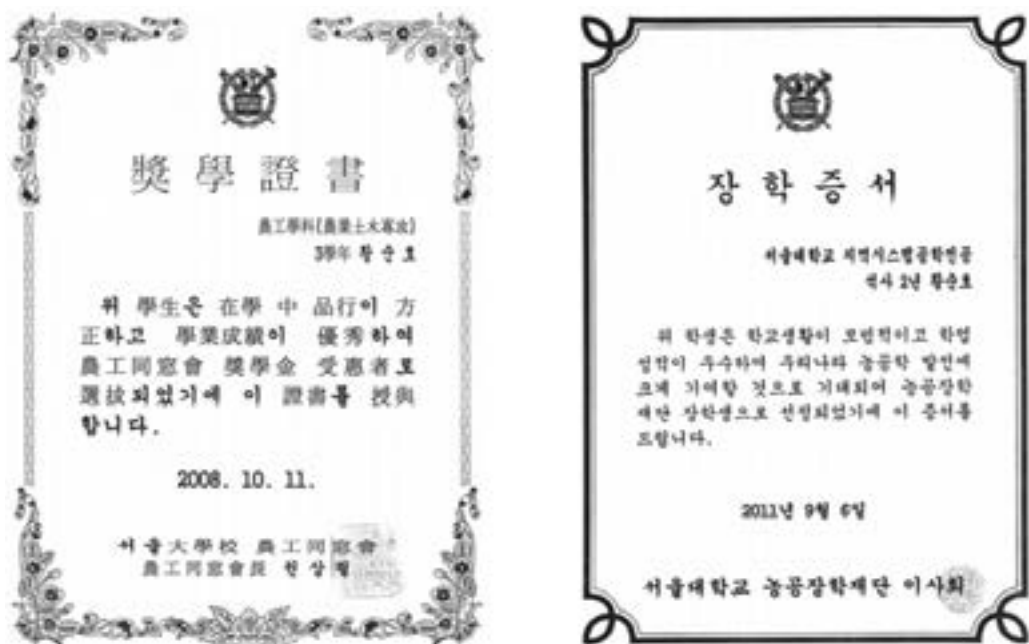 獎學證書
農工學科(農業土木專攻)
3學年 황순호
위 學生은 在學 中 品行이 方
正하고 學業成績이 優秀하여
農工同窓會 獎學金 受惠者로
選拔되었기에 이 證書를 授與
합니다.
2008. 10. 11.
서울大學校 農工同窓會
農工同窓會長
장학증서
서울대학교 지역시스템공학전공
석사 2년 황순호
위 학생은 학교생활이 모범적이고 학업
성적이 우수하여 우리나라 농공학 발전에
크게 기여할 것으로 기대되어 농공장학
재단 장학생으로 선정되었기에 이 증서를
드립니다.
2011년 9월 6일
서울대학교 농공장학재단 이사회